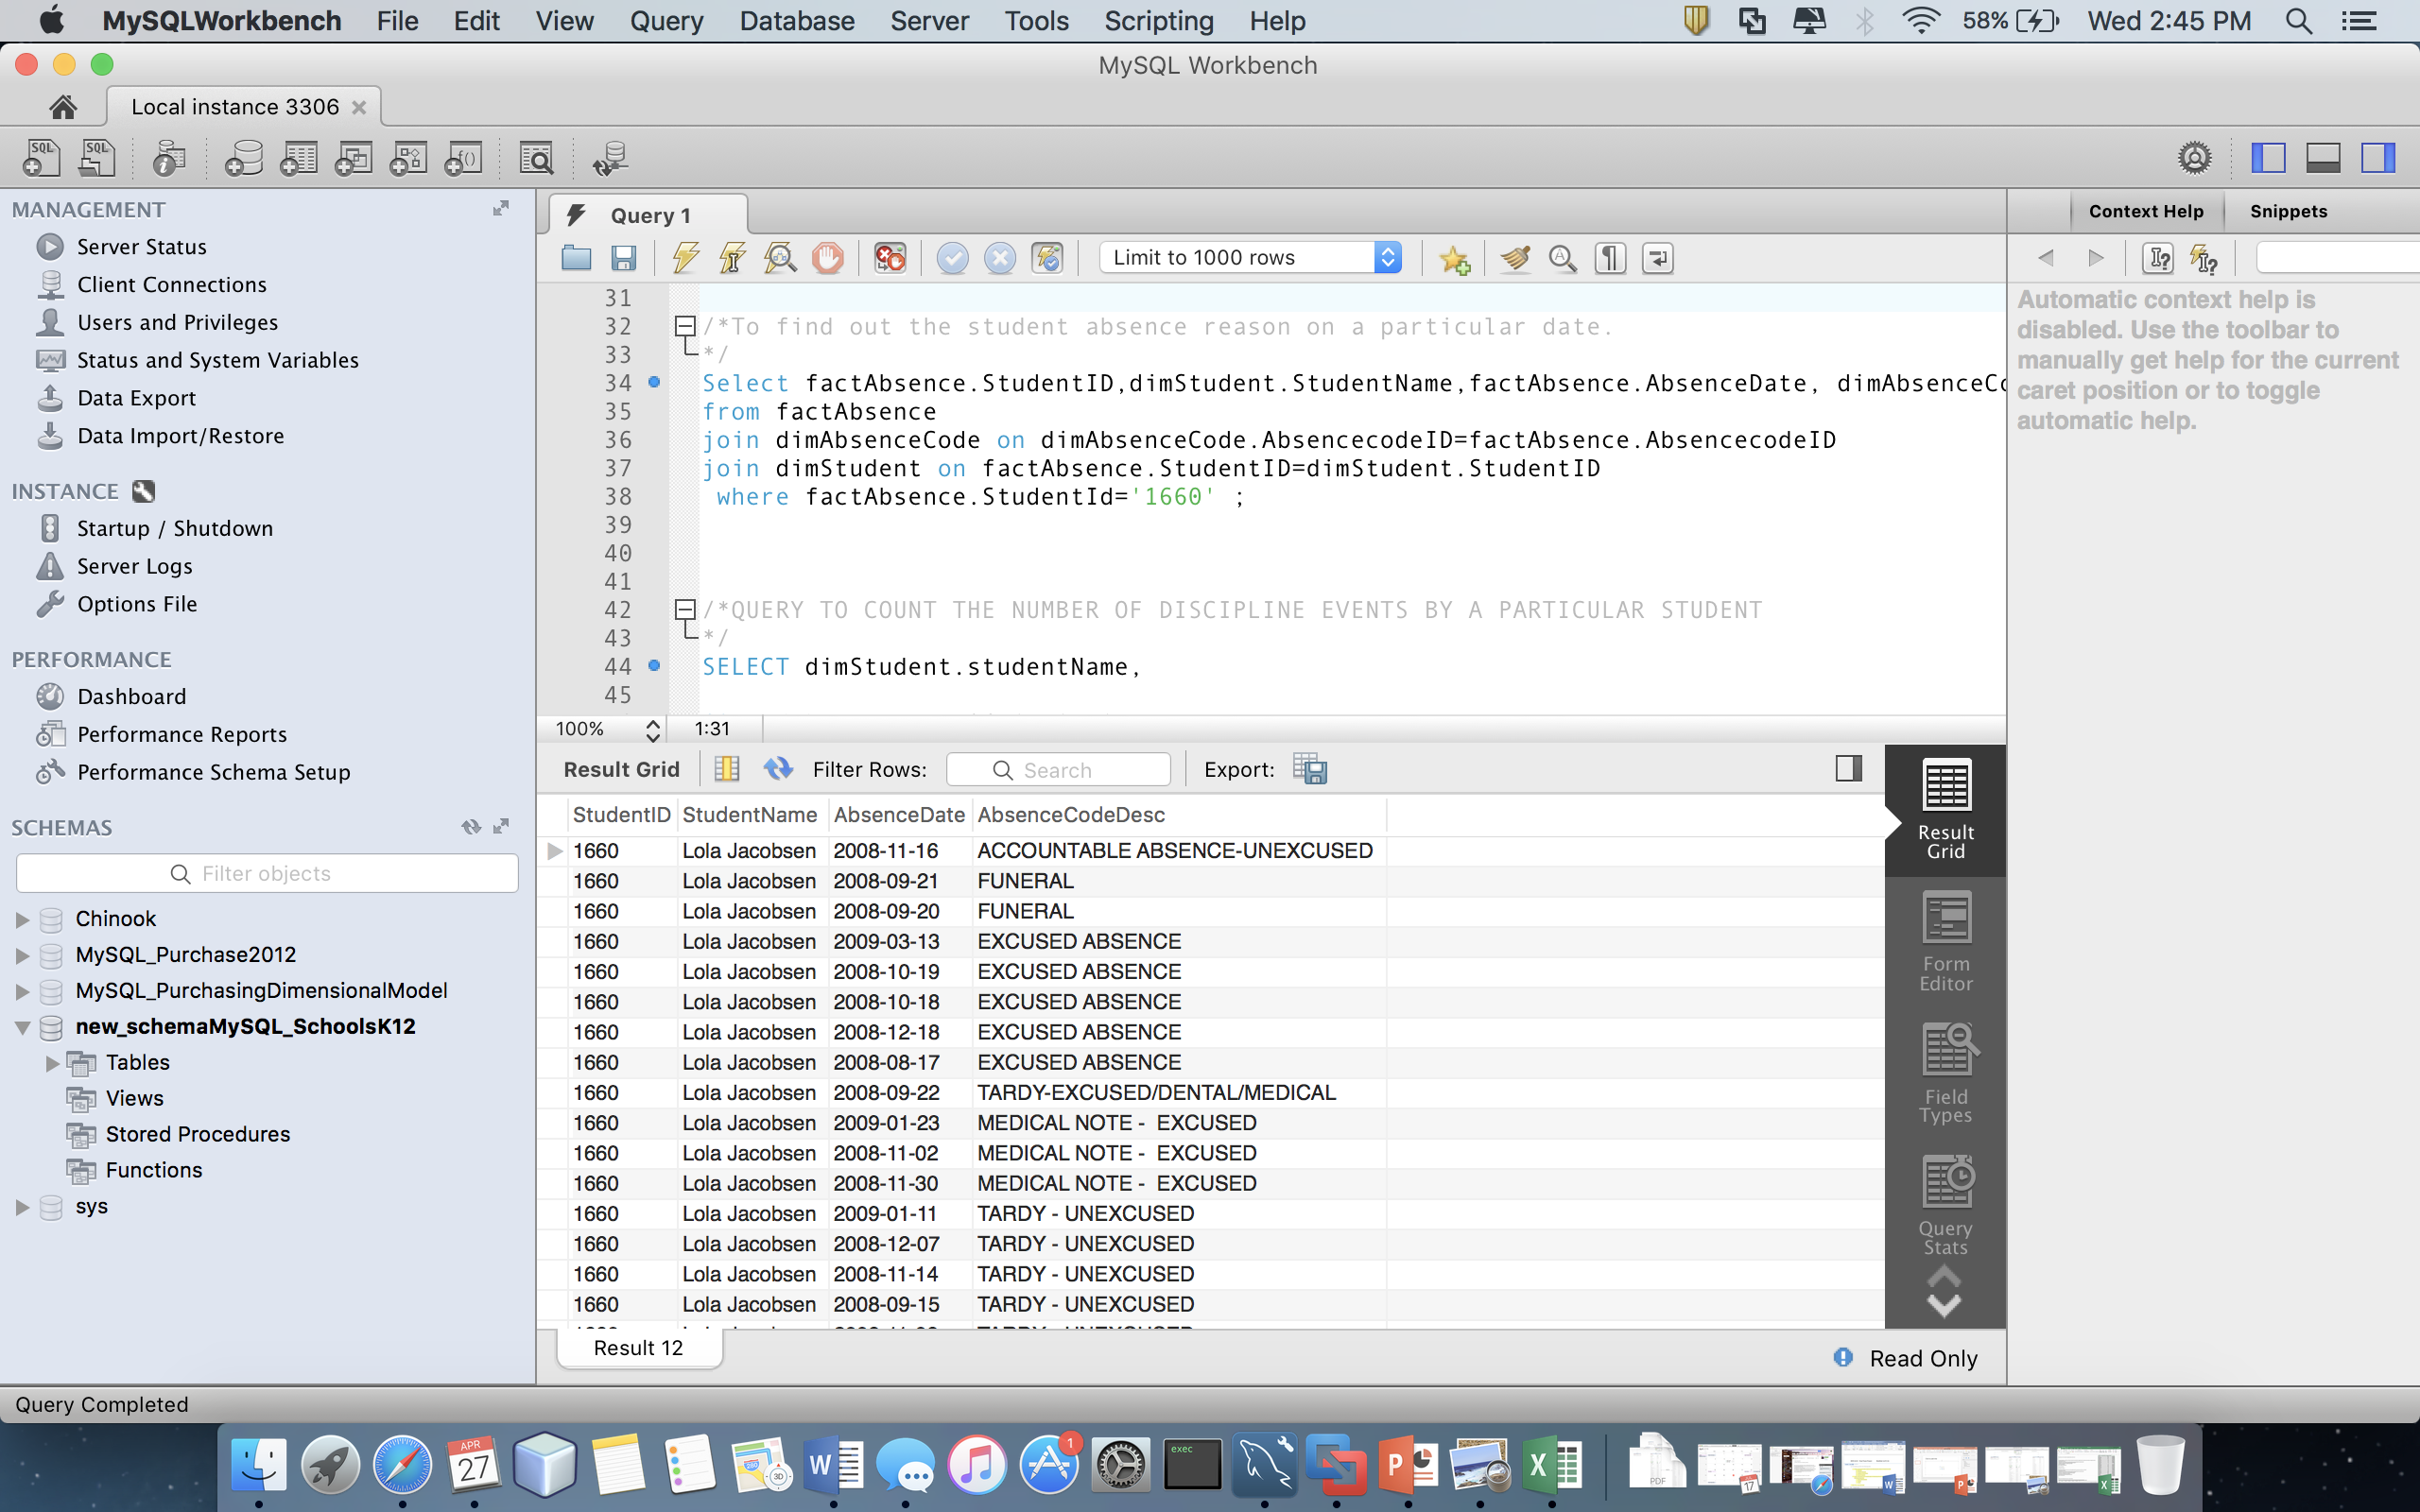 MySQLWorkbench File Edit View Query Database Server Tools Scripting Help 58% Wed 2:45 PM
MySQL Workbench
Local instance 3306
SQL SQL
MANAGEMENT
Server Status
Client Connections
Users and Privileges
Status and System Variables
Data Export
Data Import/Restore
INSTANCE
Startup / Shutdown
Server Logs
Options File
PERFORMANCE
Dashboard
Performance Reports
Performance Schema Setup
SCHEMAS
Filter objects
Chinook
MySQL_Purchase2012
MySQL_PurchasingDimensionalModel
new_schemaMySQL_SchoolsK12
Tables
Views
Stored Procedures
Functions
sys
Query 1
Limit to 1000 rows
31
32 /*To find out the student absence reason on a particular date.
33 */
34 Select factAbsence.StudentID,dimStudent.StudentName,factAbsence.AbsenceDate, dimAbsenceCo
35 from factAbsence
36 join dimAbsenceCode on dimAbsenceCode.AbsencecodeID=factAbsence.AbsencecodeID
37 join dimStudent on factAbsence.StudentID=dimStudent.StudentID
38 where factAbsence.StudentId='1660' ;
39
40
41
42 /*QUERY TO COUNT THE NUMBER OF DISCIPLINE EVENTS BY A PARTICULAR STUDENT
43 */
44 SELECT dimStudent.studentName,
45
100% 1:31
Result Grid Filter Rows: Search Export:
StudentID StudentName AbsenceDate AbsenceCodeDesc
1660 Lola Jacobsen 2008-11-16 ACCOUNTABLE ABSENCE-UNEXCUSED
1660 Lola Jacobsen 2008-09-21 FUNERAL
1660 Lola Jacobsen 2008-09-20 FUNERAL
1660 Lola Jacobsen 2009-03-13 EXCUSED ABSENCE
1660 Lola Jacobsen 2008-10-19 EXCUSED ABSENCE
1660 Lola Jacobsen 2008-10-18 EXCUSED ABSENCE
1660 Lola Jacobsen 2008-12-18 EXCUSED ABSENCE
1660 Lola Jacobsen 2008-08-17 EXCUSED ABSENCE
1660 Lola Jacobsen 2008-09-22 TARDY-EXCUSED/DENTAL/MEDICAL
1660 Lola Jacobsen 2009-01-23 MEDICAL NOTE - EXCUSED
1660 Lola Jacobsen 2008-11-02 MEDICAL NOTE - EXCUSED
1660 Lola Jacobsen 2008-11-30 MEDICAL NOTE - EXCUSED
1660 Lola Jacobsen 2009-01-11 TARDY - UNEXCUSED
1660 Lola Jacobsen 2008-12-07 TARDY - UNEXCUSED
1660 Lola Jacobsen 2008-11-14 TARDY - UNEXCUSED
1660 Lola Jacobsen 2008-09-15 TARDY - UNEXCUSED
Result 12
Read Only
Result
Grid
Form
Editor
Field
Types
Query
Stats
Context Help Snippets
Automatic context help is
disabled. Use the toolbar to
manually get help for the current
caret position or to toggle
automatic help.
Query Completed
APR
27
W
1
exec
P
X
PDF